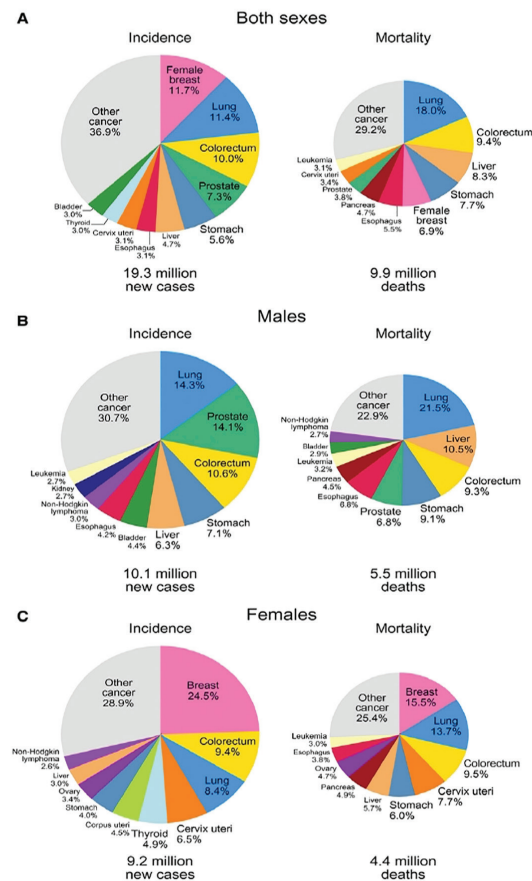 A
Both sexes
Incidence
Female
breast
11.7%
Lung
11.4%
Colorectum
10.0%
Prostate
7.3%
Stomach
5.6%
Liver
4.7%
Esophagus
3.1%
Cervix uteri
3.1%
Thyroid
3.0%
Bladder
3.0%
Other
cancer
36.9%
19.3 million
new cases
Mortality
Lung
18.0%
Colorectum
9.4%
Liver
8.3%
Stomach
7.7%
Female
breast
6.9%
Esophagus
5.5%
Pancreas
4.7%
Prostate
3.8%
Cervix uteri
3.4%
Leukemia
3.1%
Other
cancer
29.2%
9.9 million
deaths
B
Males
Incidence
Lung
14.3%
Prostate
14.1%
Colorectum
10.6%
Stomach
7.1%
Liver
6.3%
Bladder
4.4%
Esophagus
4.2%
Non-Hodgkin
lymphoma
3.0%
Kidney
2.7%
Leukemia
2.7%
Other
cancer
30.7%
10.1 million
new cases
Mortality
Lung
21.5%
Liver
10.5%
Colorectum
9.3%
Stomach
9.1%
Prostate
6.8%
Esophagus
6.8%
Pancreas
4.5%
Leukemia
3.2%
Bladder
2.9%
Non-Hodgkin
lymphoma
2.7%
Other
cancer
22.9%
5.5 million
deaths
C
Females
Incidence
Breast
24.5%
Colorectum
9.4%
Lung
8.4%
Cervix uteri
6.5%
Thyroid
4.9%
Corpus uteri
4.5%
Stomach
4.0%
Ovary
3.4%
Liver
3.0%
Non-Hodgkin
lymphoma
2.6%
Other
cancer
28.9%
9.2 million
new cases
Mortality
Breast
15.5%
Lung
13.7%
Colorectum
9.5%
Cervix uteri
7.7%
Stomach
6.0%
Liver
5.7%
Pancreas
4.9%
Ovary
4.7%
Esophagus
3.8%
Leukemia
3.0%
Other
cancer
25.4%
4.4 million
deaths